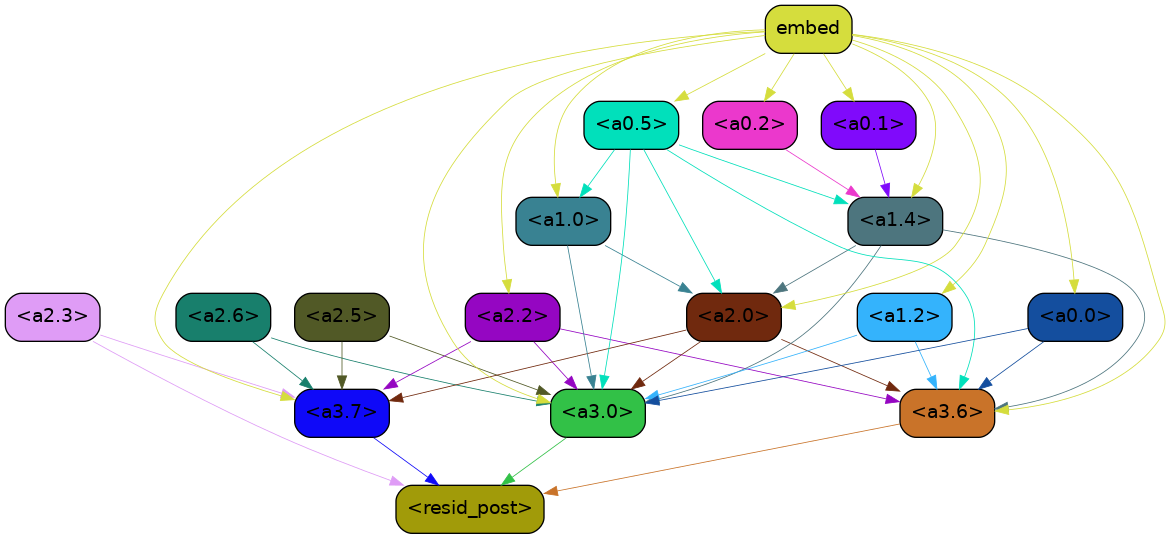 embed
<a0.5>
<a0.2>
<a0.1>
<a1.0>
<a1.4>
<a2.3>
<a2.6>
<a2.5>
<a2.2>
<a2.0>
<a1.2>
<a0.0>
<a3.7>
<a3.0>
<a3.6>
<resid_post>